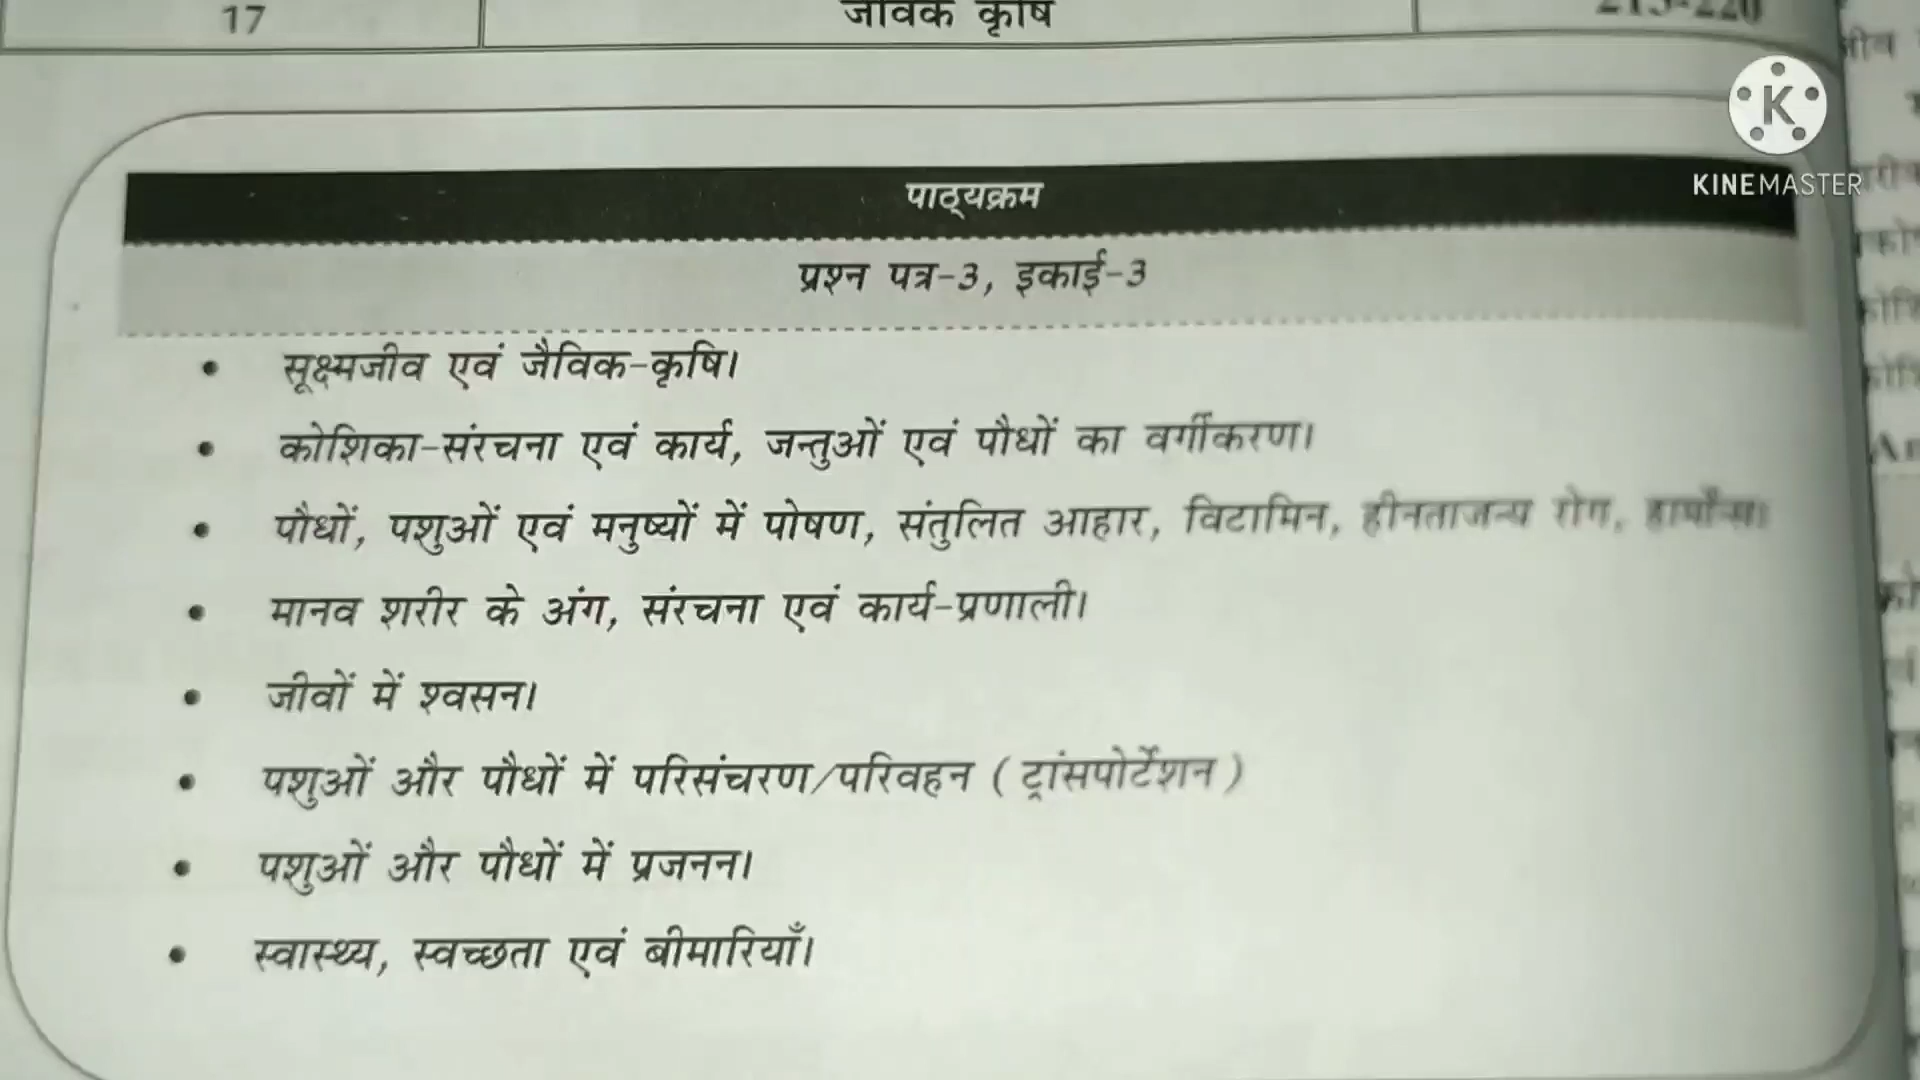 17 जैविक कृषि 215-220
पाठ्यक्रम
प्रश्न पत्र-3, इकाई-3
• सूक्ष्मजीव एवं जैविक-कृषि।
• कोशिका-संरचना एवं कार्य, जन्तुओं एवं पौधों का वर्गीकरण।
• पौधों, पशुओं एवं मनुष्यों में पोषण, संतुलित आहार, विटामिन, हीनताजन्य रोग, हार्मोन्स।
• मानव शरीर के अंग, संरचना एवं कार्य-प्रणाली।
• जीवों में श्वसन।
• पशुओं और पौधों में परिसंचरण/परिवहन (ट्रांसपोर्टेशन)
• पशुओं और पौधों में प्रजनन।
• स्वास्थ्य, स्वच्छता एवं बीमारियाँ।
K
KINEMASTER